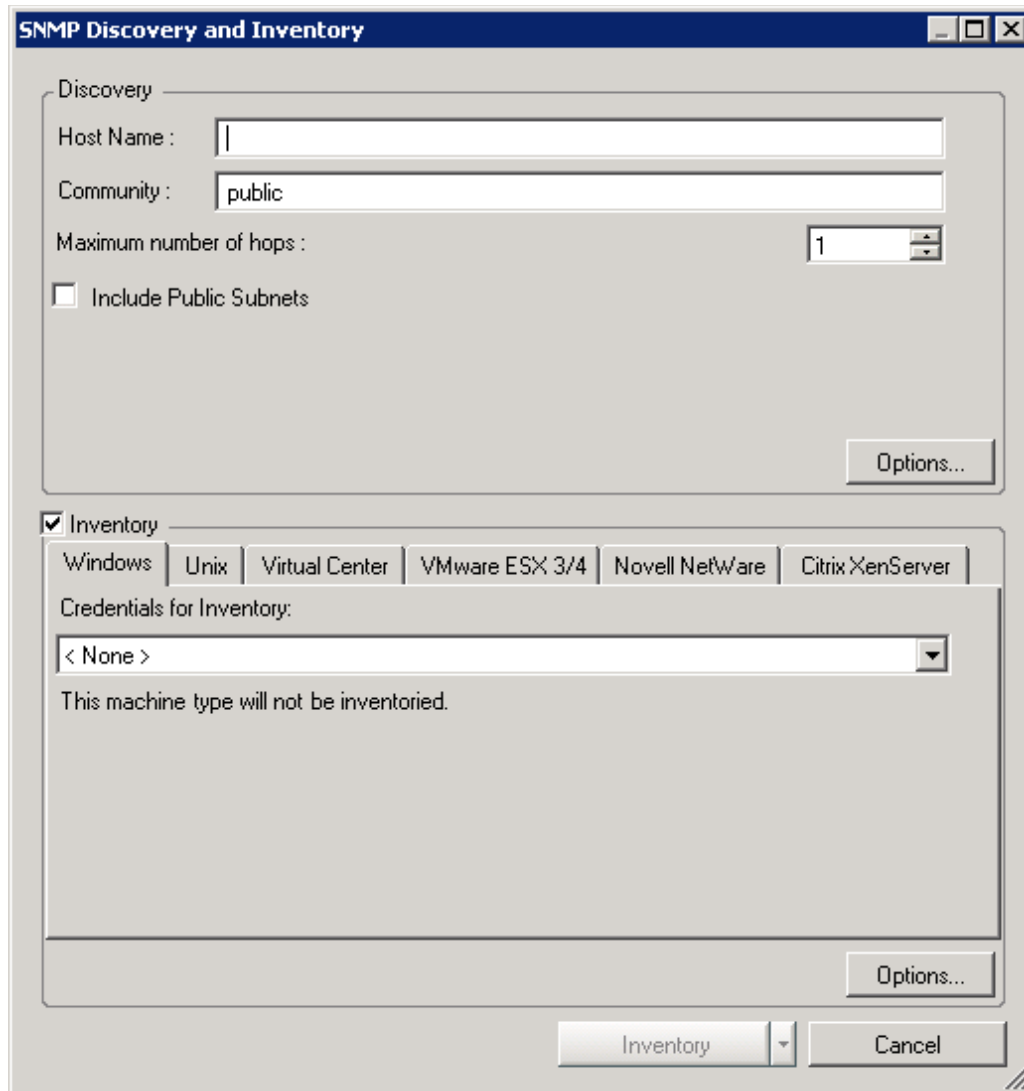 SNMP Discovery and Inventory
Discovery
Host Name :
Community : public
Maximum number of hops : 1
Include Public Subnets
Options...
Inventory
Windows Unix Virtual Center VMware ESX 3/4 Novell NetWare Citrix XenServer
Credentials for Inventory:
< None >
This machine type will not be inventoried.
Options...
Inventory Cancel